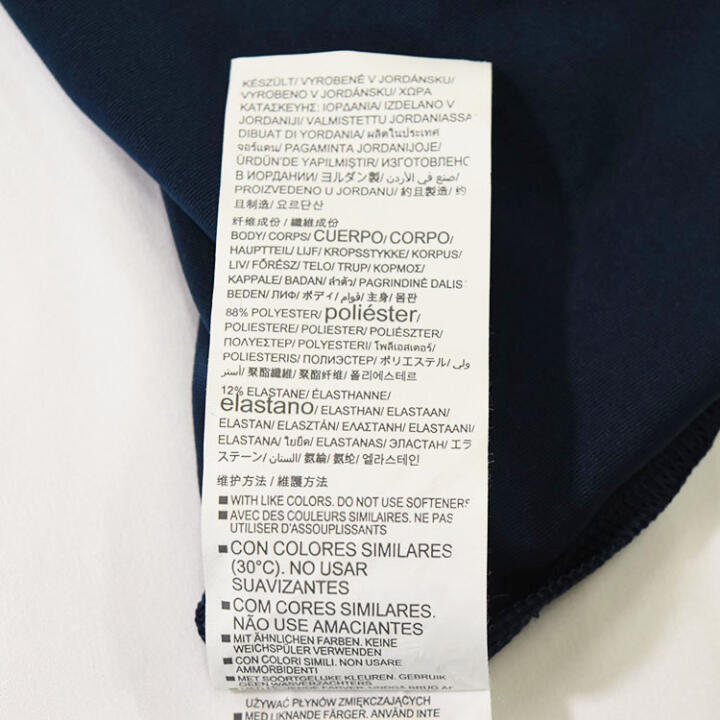 KÉSZÜLT/ VYROBENÉ V JORDÁNSKU/
VYROBENO V JORDÁNSKU/ ΧΩΡΑ
ΚΑΤΑΣΚΕΥΗΣ: ΙΟΡΔΑΝΙΑ/ IZDELANO V
JORDANIJI/ VALMISTETTU JORDANIASSA
DIBUAT DI YORDANIA/ ผลิตในประเทศ
จอร์แดน/ PAGAMINTA JORDANIJOJE/
ÜRDÜN'DE YAPILMIŞTIR/ ИЗГОТОВЛЕНО
В ИОРДАНИИ/ ヨルダン製/ صنع في الأردن/
PROIZVEDENO U JORDANU/ 約旦製造/ 约
旦制造/ 요르단산
纤维成份 / 纖維成份
BODY/ CORPS/ CUERPO/ CORPO/
HAUPTTEIL/ LIJF/ KROPSSTYKKE/ KORPUS/
LIV/ FŐRÉSZ/ TELO/ TRUP/ ΚΟΡΜΟΣ/
KAPPALE/ BADAN/ ลำตัว/ PAGRINDINĖ DALIS
BEDEN/ ЛИФ/ ボディ/ قوام/ 主身/ 몸판
88% POLYESTER/ poliéster/
POLIESTERE/ POLIESTER/ POLIÉSZTER/
ΠΟΛΥΕΣΤΕΡ/ POLYESTERI/ โพลีเอสเตอร์/
POLIESTERIS/ ПОЛИЭСТЕР/ ポリエステル/ بولي
أستر/ 聚酯纖維/ 聚酯纤维/ 폴리에스테르
12% ELASTANE/ ÉLASTHANNE/
elastano/ ELASTHAN/ ELASTAAN/
ELASTAN/ ELASZTÁN/ ΕΛΑΣΤΑΝΗ/ ELASTAANI/
ELASTANA/ ใยยืด/ ELASTANAS/ ЭЛАСТАН/ エラ
ステーン/ الستان/ 氨綸/ 氨纶/ 엘라스테인
维护方法 / 維護方法
■ WITH LIKE COLORS. DO NOT USE SOFTENERS
■ AVEC DES COULEURS SIMILAIRES. NE PAS
UTILISER D'ASSOUPLISSANTS
■ CON COLORES SIMILARES
(30°C). NO USAR
SUAVIZANTES
■ COM CORES SIMILARES.
NÃO USE AMACIANTES
■ MIT ÄHNLICHEN FARBEN. KEINE
WEICHSPÜLER VERWENDEN
■ CON COLORI SIMILI. NON USARE
AMMORBIDENTI
■ MET SOORTGELIJKE KLEUREN. GEBRUIK
GEEN WASVERZACHTERS
UŻYWAĆ PŁYNÓW ZMIĘKCZAJĄCYCH
■ MED LIKNANDE FÄRGER. ANVÄND INTE